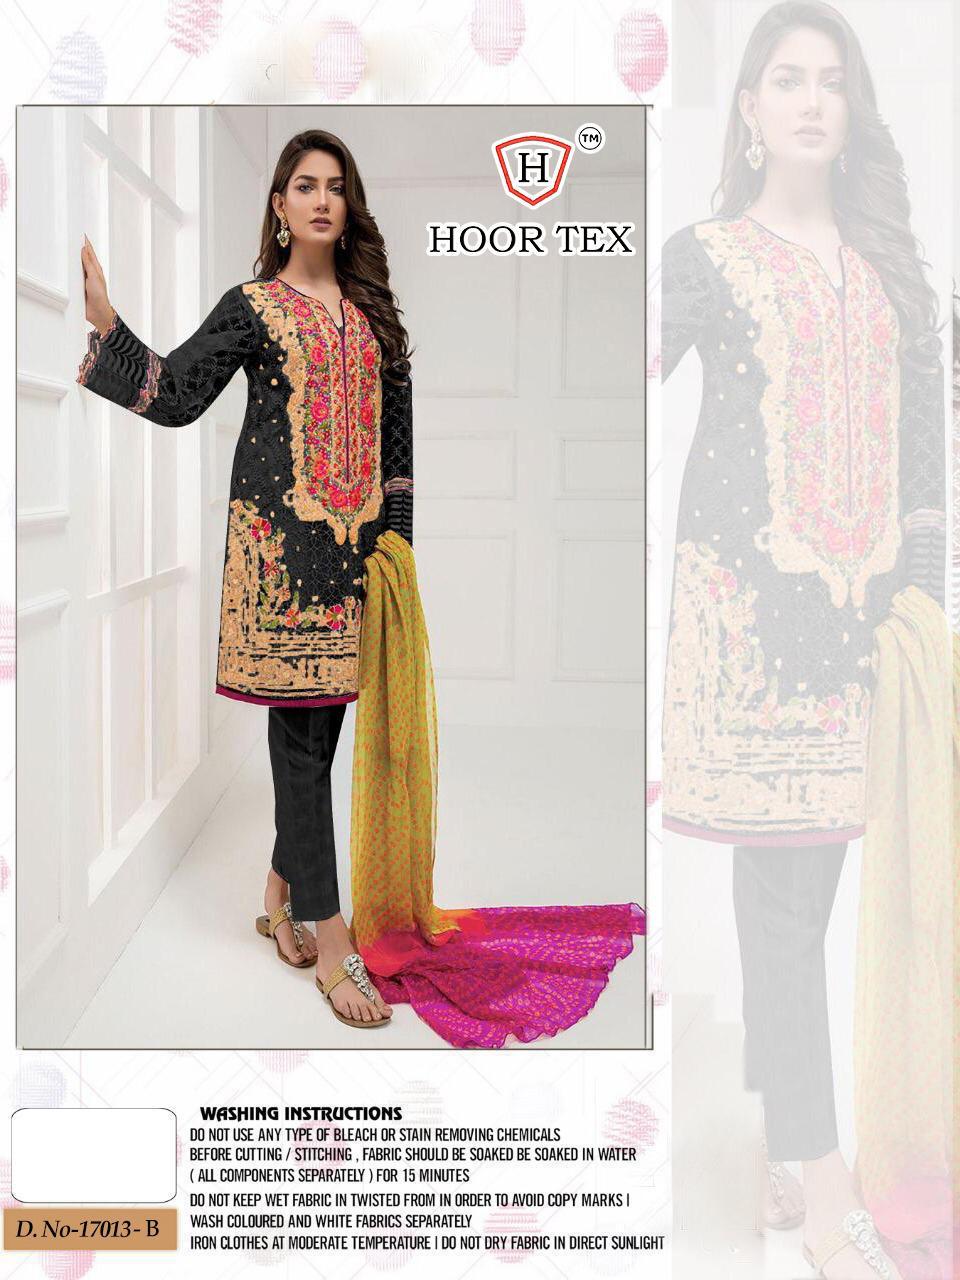 H
TM
HOOR TEX
WASHING INSTRUCTIONS
DO NOT USE ANY TYPE OF BLEACH OR STAIN REMOVING CHEMICALS
BEFORE CUTTING / STITCHING , FABRIC SHOULD BE SOAKED BE SOAKED IN WATER
( ALL COMPONENTS SEPARATELY ) FOR 15 MINUTES
DO NOT KEEP WET FABRIC IN TWISTED FROM IN ORDER TO AVOID COPY MARKS |
WASH COLOURED AND WHITE FABRICS SEPARATELY
IRON CLOTHES AT MODERATE TEMPERATURE | DO NOT DRY FABRIC IN DIRECT SUNLIGHT
D. No-17013- B